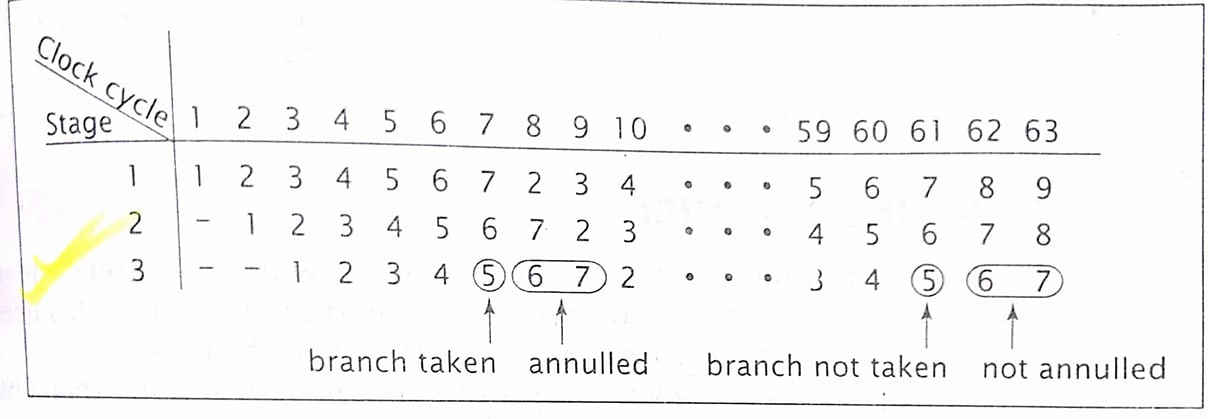 Clock cycle
Stage 1 2 3 4 5 6 7 8 9 10 • • • 59 60 61 62 63
1 1 2 3 4 5 6 7 2 3 4 • • • 5 6 7 8 9
2 – 1 2 3 4 5 6 7 2 3 • • • 4 5 6 7 8
3 – – 1 2 3 4 5 6 7 2 • • • 3 4 5 6 7
branch taken annulled branch not taken not annulled